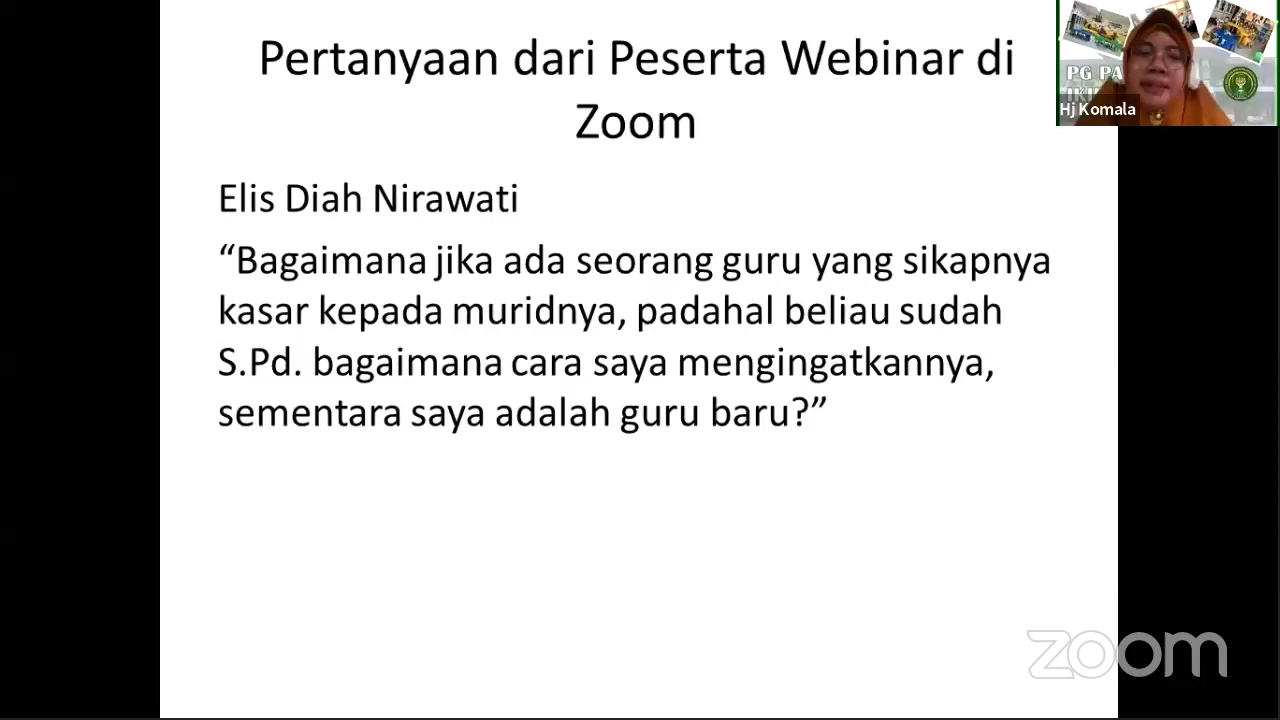 Pertanyaan dari Peserta Webinar di
Zoom
PG PA
Hj Komala
Elis Diah Nirawati
“Bagaimana jika ada seorang guru yang sikapnya
kasar kepada muridnya, padahal beliau sudah
S.Pd. bagaimana cara saya mengingatkannya,
sementara saya adalah guru baru?”
zoom